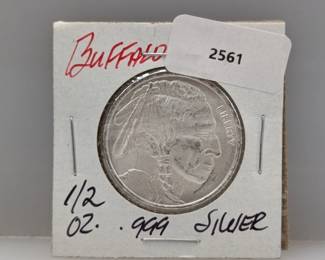 BUFFALO
2561
LIBERTY
1/2
OZ. .999 SILVER